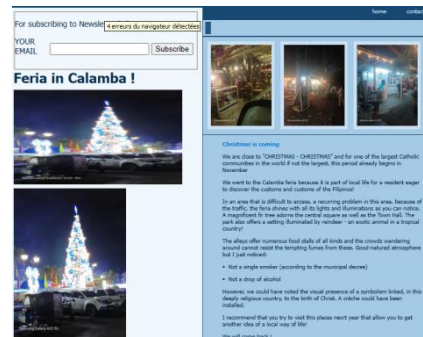 home contact
For subscribing to Newsle
4 erreurs du navigateur détectées
YOUR
EMAIL
Subscribe
Feria in Calamba !
Christmas is coming
We are close to "CHRISTMAS - CHRISTMAS" and for one of the largest Catholic
communities in the world if not the largest, this period already begins in
November
We went to the Calamba feria because it is part of local life for a resident eager
to discover the customs and customs of the Filipinos!
In an area that is difficult to access, a recurring problem in this area, because of
the traffic, the feria shines with all its lights and illuminations as you can notice.
A magnificent fir tree adorns the central square as well as the Town Hall. The
park also offers a setting illuminated by reindeer - an exotic animal in a tropical
country!
The alleys offer numerous food stalls of all kinds and the crowds wandering
around cannot resist the tempting fumes from these. Good-natured atmosphere
but I just noticed:
• Not a single smoker (according to the municipal decree)
• Not a drop of alcohol
However, we could have noted the visual presence of a symbolism linked, in this
deeply religious country, to the birth of Christ. A crèche could have been
installed.
I recommend that you try to visit this places next year that allow you to get
another idea of a local way of life!
We will come back !